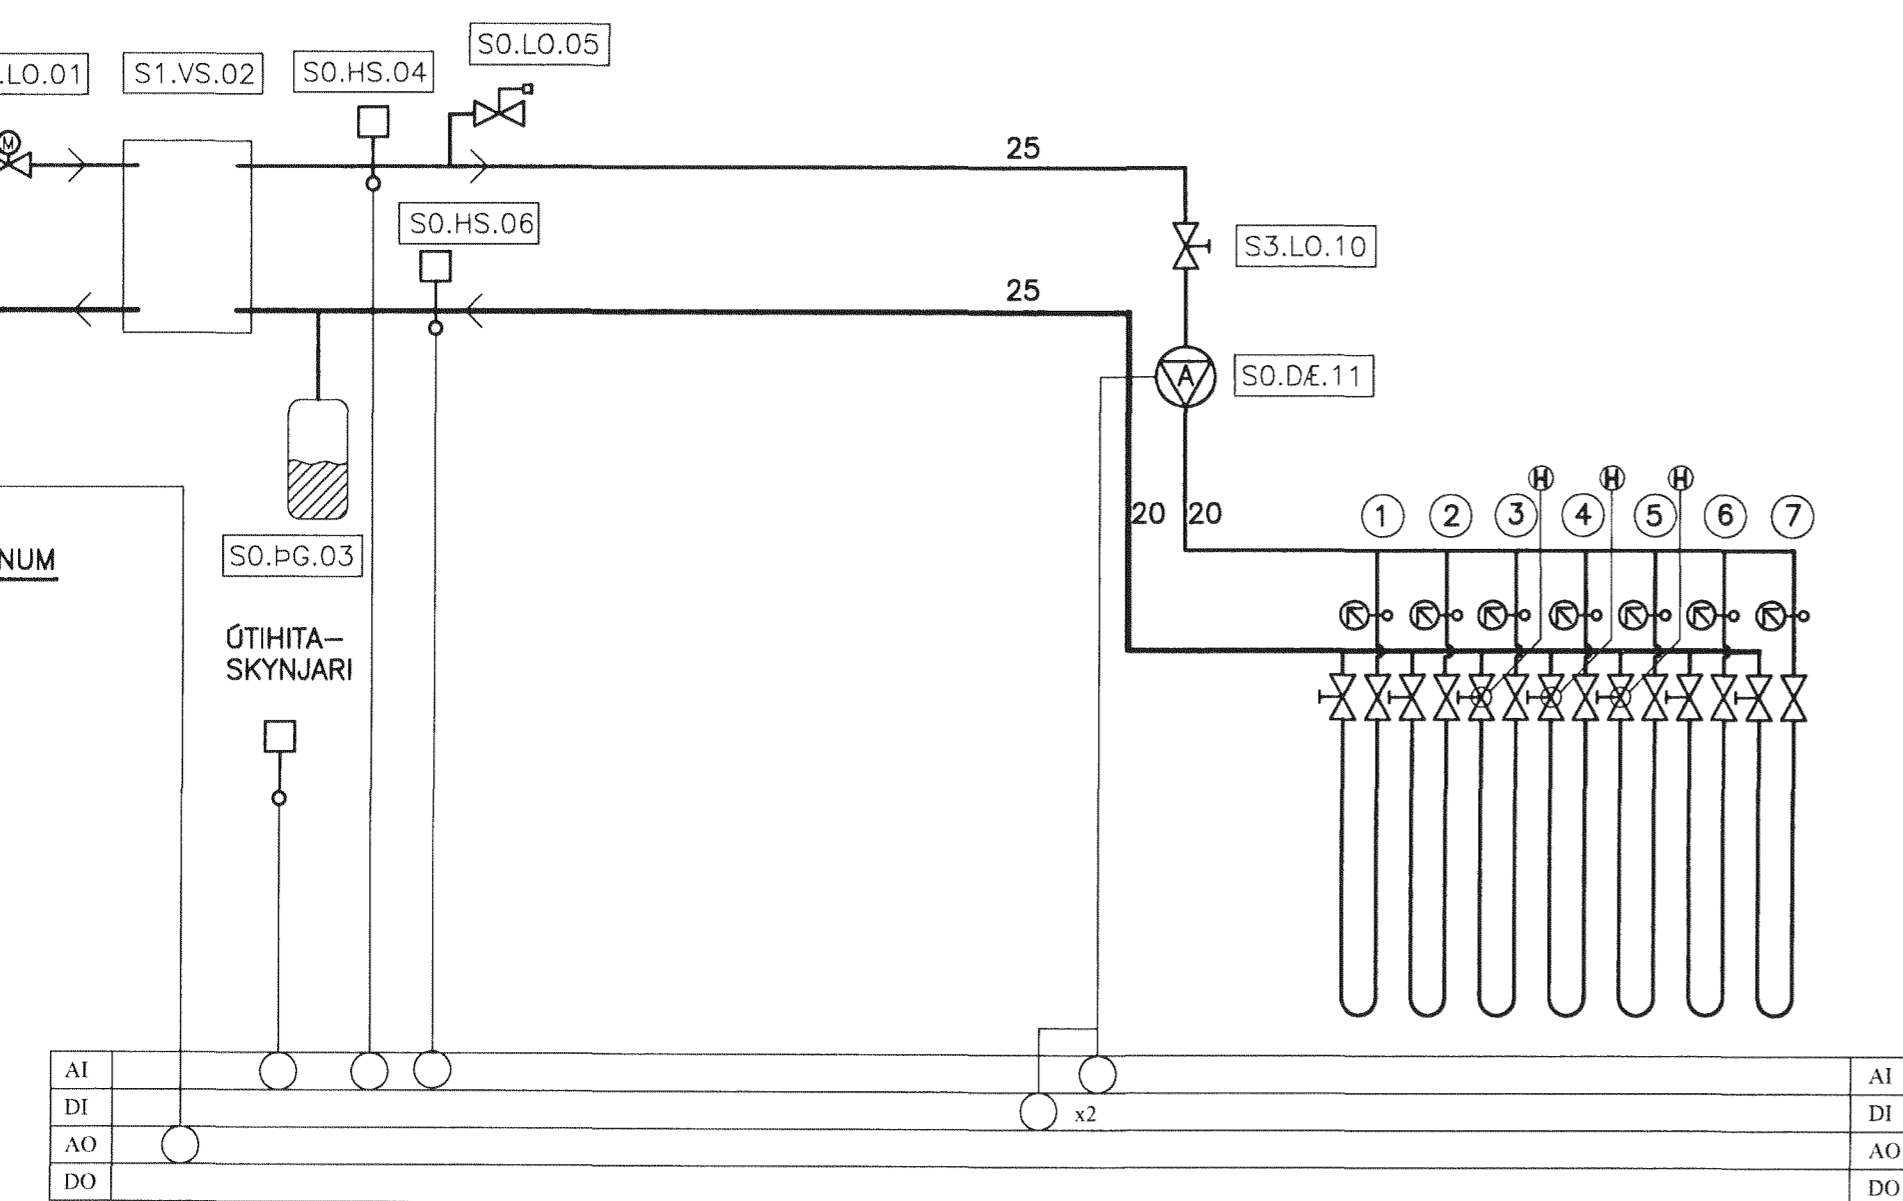 S0.LO.05
.LO.01
S1.VS.02
S0.HS.04
M
25
S0.HS.06
S3.LO.10
25
A
S0.DÆ.11
H H H
20 20
1 2 3 4 5 6 7
S0.ÞG.03
NUM
ÚTIHITA–
SKYNJARI
AI AI
DI x2 DI
AO AO
DO DO